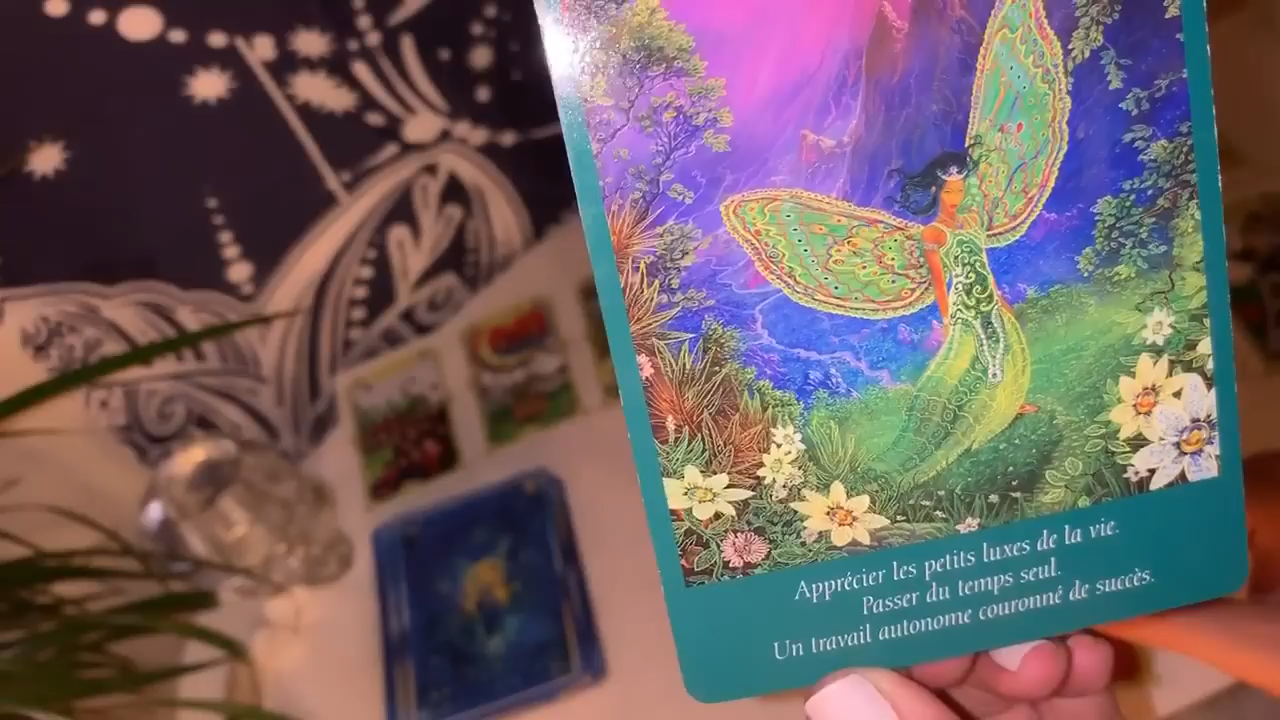 Apprécier les petits luxes de la vie.
Passer du temps seul.
Un travail autonome couronné de succès.